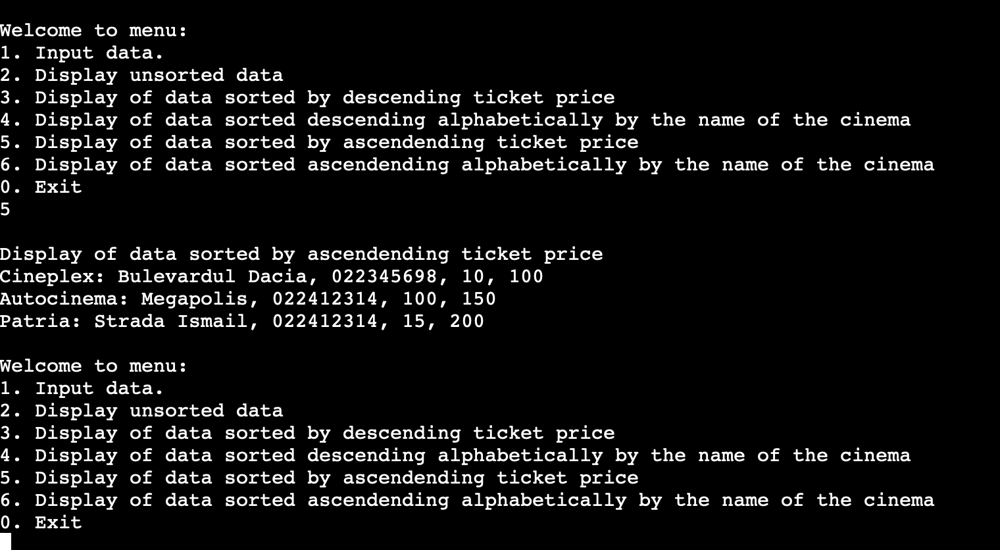 Welcome to menu:
1. Input data.
2. Display unsorted data
3. Display of data sorted by descending ticket price
4. Display of data sorted descending alphabetically by the name of the cinema
5. Display of data sorted by ascendending ticket price
6. Display of data sorted ascendending alphabetically by the name of the cinema
0. Exit
5
Display of data sorted by ascendending ticket price
Cineplex: Bulevardul Dacia, 022345698, 10, 100
Autocinema: Megapolis, 022412314, 100, 150
Patria: Strada Ismail, 022412314, 15, 200
Welcome to menu:
1. Input data.
2. Display unsorted data
3. Display of data sorted by descending ticket price
4. Display of data sorted descending alphabetically by the name of the cinema
5. Display of data sorted by ascendending ticket price
6. Display of data sorted ascendending alphabetically by the name of the cinema
0. Exit